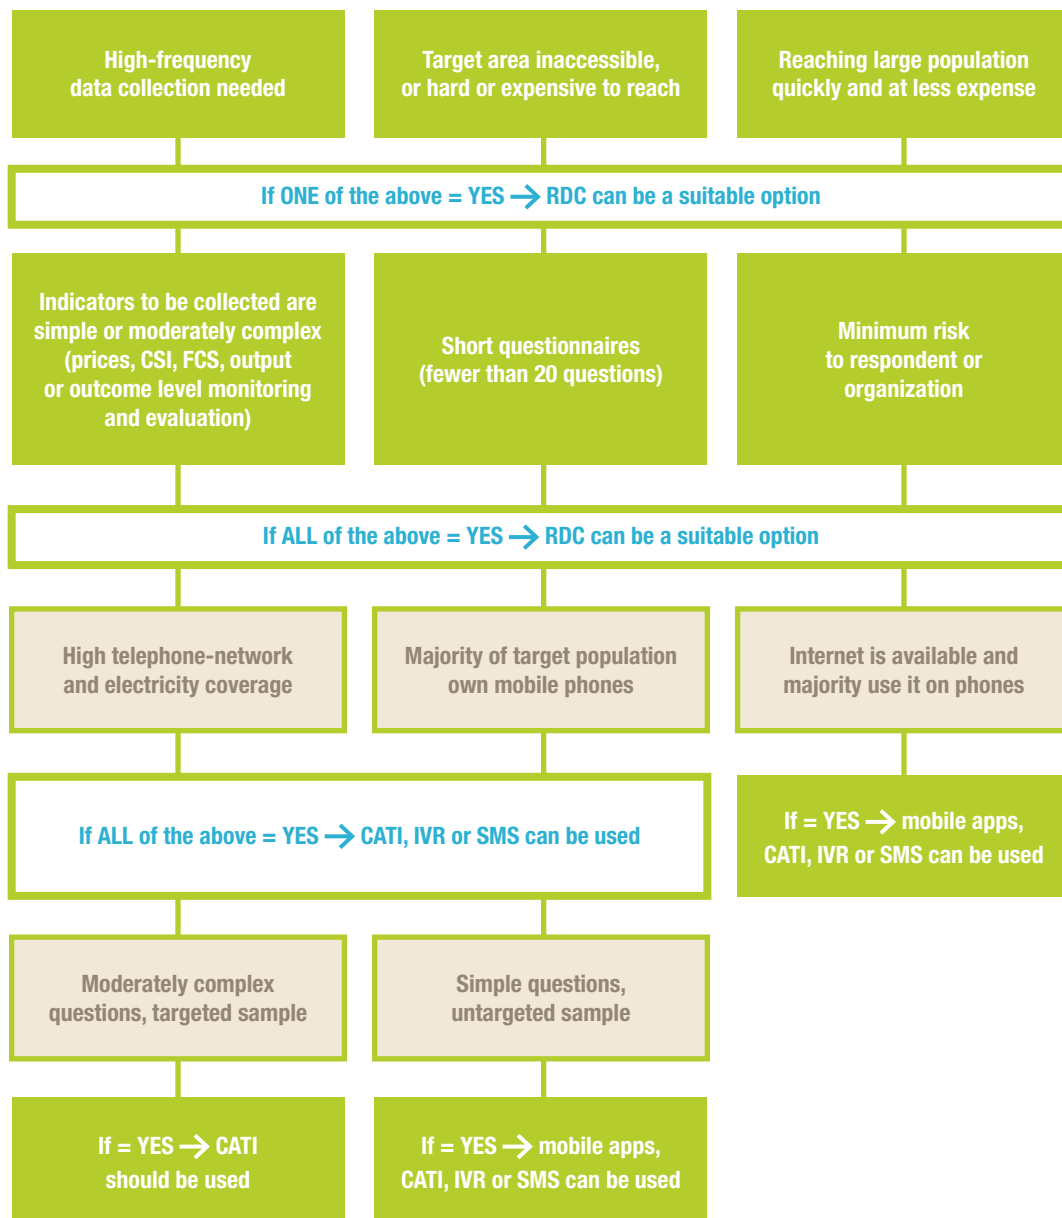 High-frequency
data collection needed
Target area inaccessible,
or hard or expensive to reach
Reaching large population
quickly and at less expense
If ONE of the above = YES → RDC can be a suitable option
Indicators to be collected are
simple or moderately complex
(prices, CSI, FCS, output
or outcome level monitoring
and evaluation)
Short questionnaires
(fewer than 20 questions)
Minimum risk
to respondent or
organization
If ALL of the above = YES → RDC can be a suitable option
High telephone-network
and electricity coverage
Majority of target population
own mobile phones
Internet is available and
majority use it on phones
If ALL of the above = YES → CATI, IVR or SMS can be used
If = YES → mobile apps,
CATI, IVR or SMS can be used
Moderately complex
questions, targeted sample
Simple questions,
untargeted sample
If = YES → CATI
should be used
If = YES → mobile apps,
CATI, IVR or SMS can be used